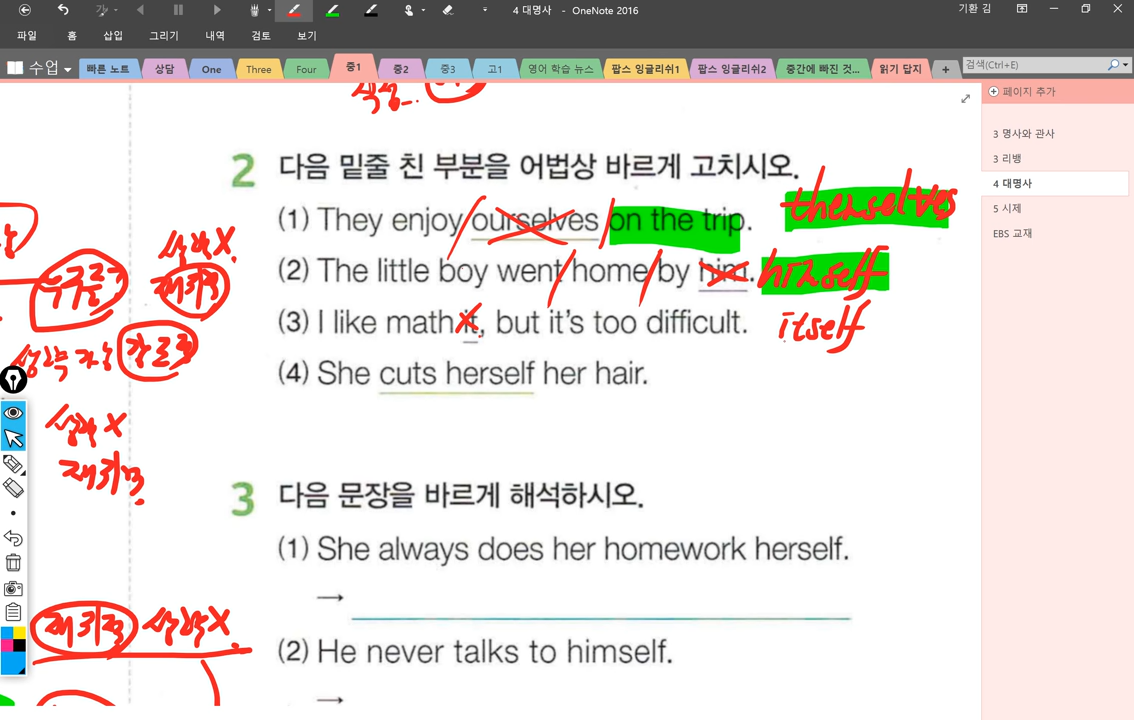 4 대명사 - OneNote 2016
기환 김
파일 홈 삽입 그리기 내역 검토 보기
수업 빠른 노트 상담 One Three Four 중1 중2 중3 고1 영어 학습 뉴스 팝스 잉글리쉬1 팝스 잉글리쉬2 중간에 빠진 것... 읽기 답지
검색(Ctrl+E)
페이지 추가
3 명사와 관사
3 리뱅
4 대명사
5 시제
EBS 교재
2 다음 밑줄 친 부분을 어법상 바르게 고치시오.
(1) They enjoy ourselves on the trip. themselves
(2) The little boy went home by him. himself
(3) I like math it, but it's too difficult. itself
(4) She cuts herself her hair.
생략X.
재귀적
생략 가능 강조적
생략 X
재귀적
3 다음 문장을 바르게 해석하시오.
(1) She always does her homework herself.
→
재귀적 생략X.
(2) He never talks to himself.
→